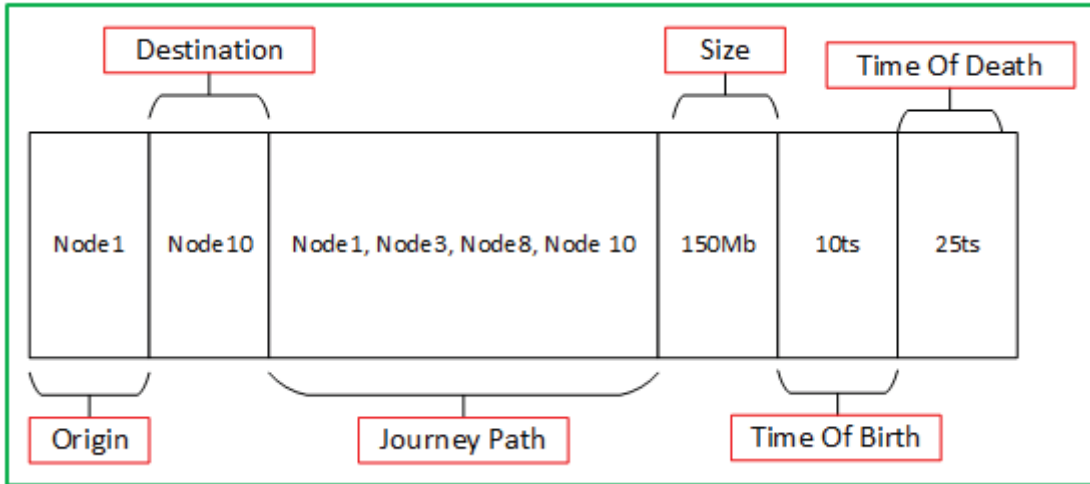 Destination
Size
Time Of Death
Node1
Node10
Node1, Node3, Node8, Node 10
150Mb
10ts
25ts
Origin
Journey Path
Time Of Birth